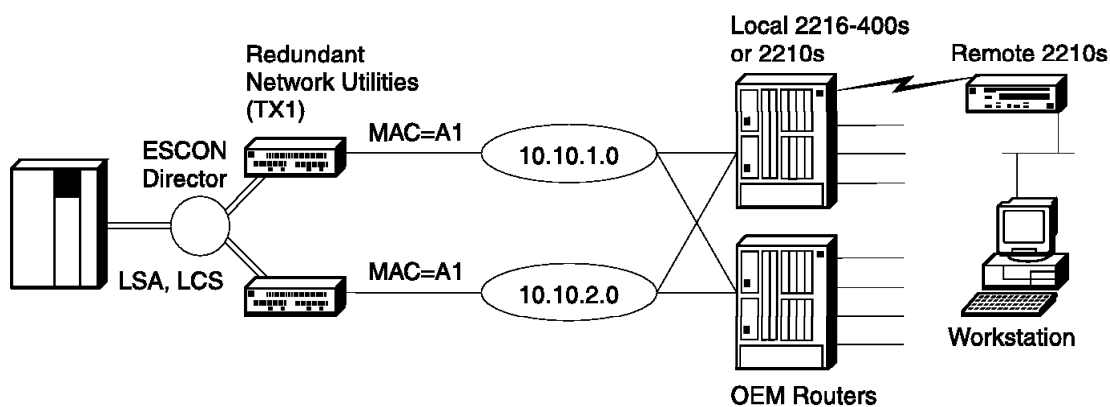 Local 2216-400s
or 2210s
Remote 2210s
Redundant
Network Utilities
(TX1)
MAC=A1
10.10.1.0
ESCON
Director
LSA, LCS
MAC=A1
10.10.2.0
Workstation
OEM Routers